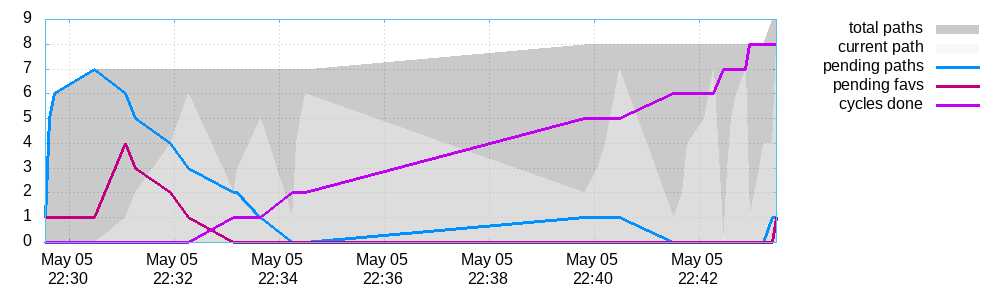 9
8
7
6
5
4
3
2
1
0
May 05 May 05 May 05 May 05 May 05 May 05 May 05
22:30 22:32 22:34 22:36 22:38 22:40 22:42
total paths
current path
pending paths
pending favs
cycles done